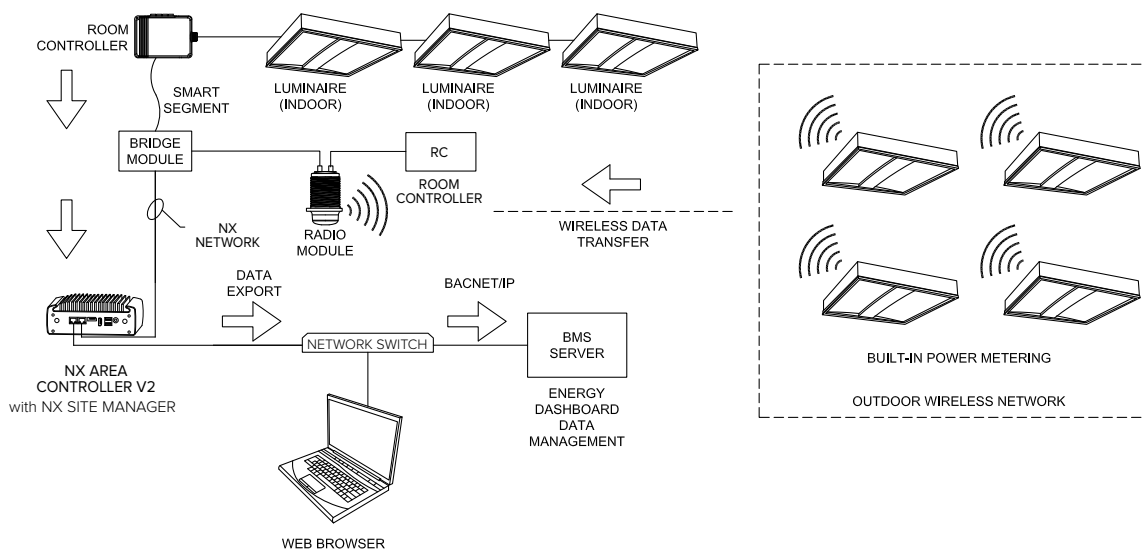 ROOM
CONTROLLER
LUMINAIRE
(INDOOR)
LUMINAIRE
(INDOOR)
LUMINAIRE
(INDOOR)
SMART
SEGMENT
BRIDGE
MODULE
RC
ROOM
CONTROLLER
NX
NETWORK
RADIO
MODULE
WIRELESS DATA
TRANSFER
DATA
EXPORT
BACNET/IP
NETWORK SWITCH
BMS
SERVER
NX AREA
CONTROLLER V2
with NX SITE MANAGER
ENERGY
DASHBOARD
DATA
MANAGEMENT
WEB BROWSER
BUILT-IN POWER METERING
OUTDOOR WIRELESS NETWORK